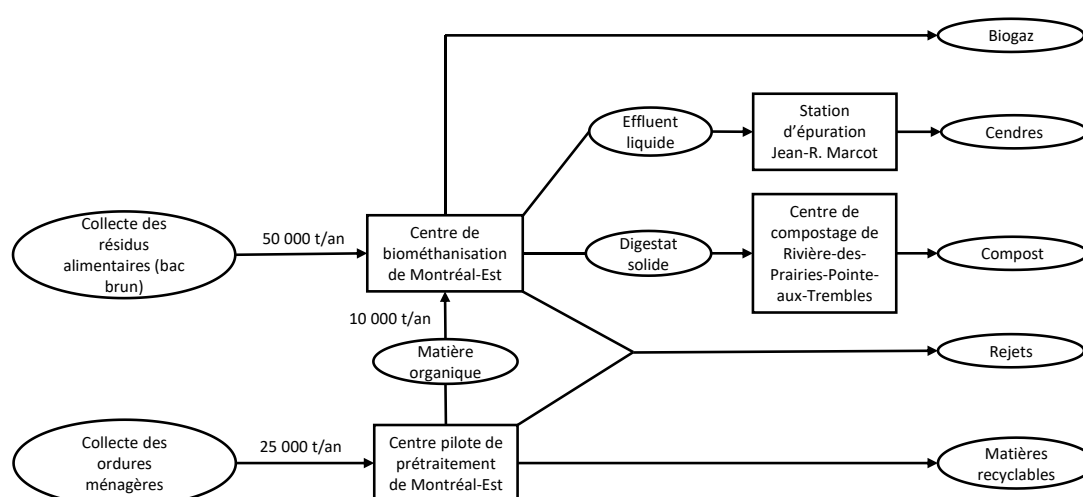 Biogaz
Effluent
liquide
Station
d'épuration
Jean-R. Marcot
Cendres
Collecte des
résidus
alimentaires (bac
brun)
50 000 t/an
Centre de
biométhanisation
de Montréal-Est
Digestat
solide
Centre de
compostage de
Rivière-des-
Prairies-Pointe-
aux-Trembles
Compost
10 000 t/an
Matière
organique
Rejets
Collecte des
ordures
ménagères
25 000 t/an
Centre pilote de
prétraitement
de Montréal-Est
Matières
recyclables